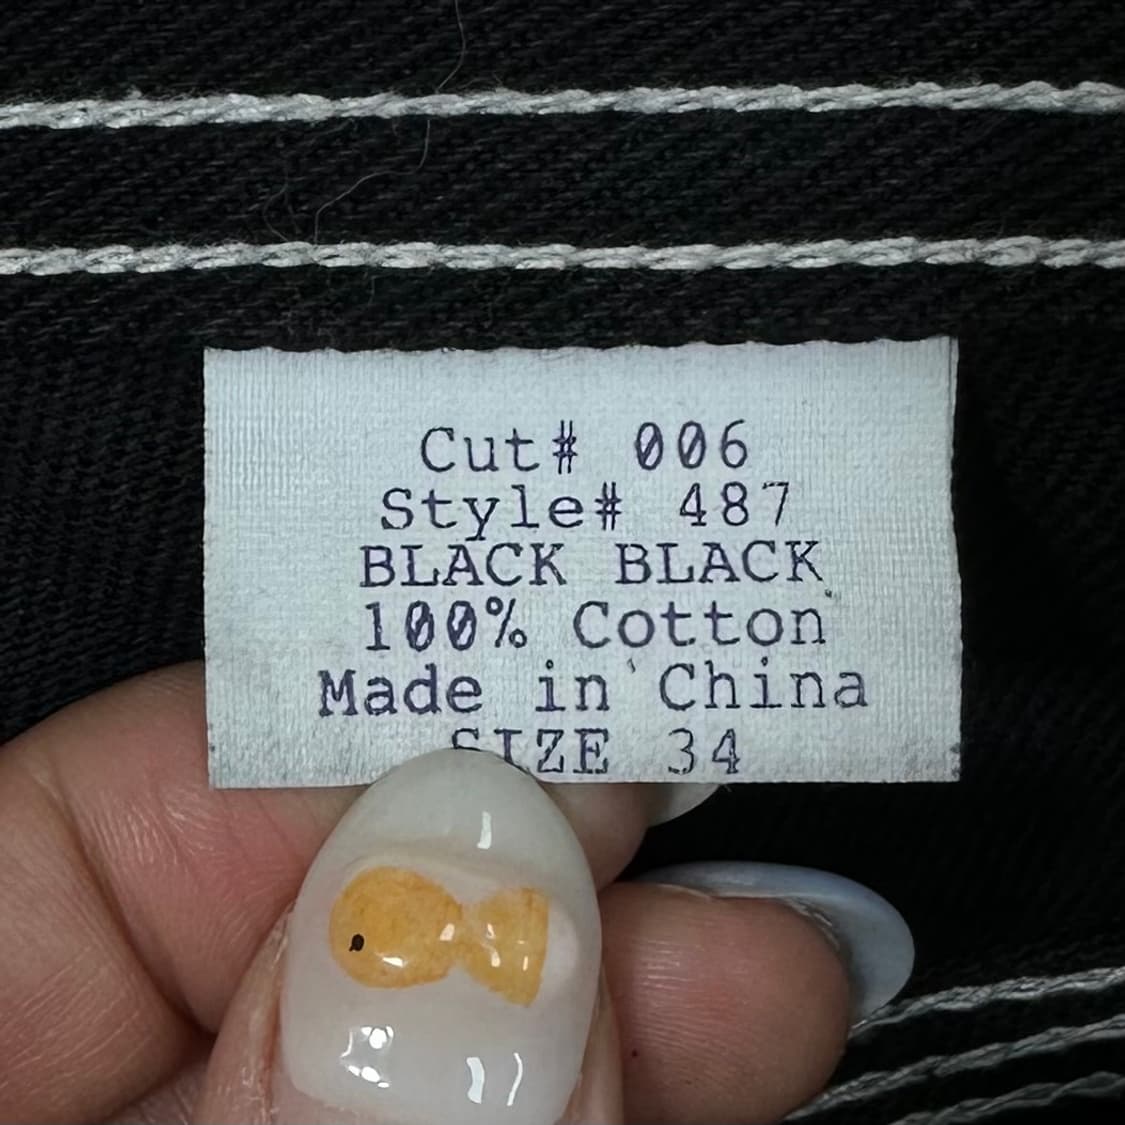 Cut# 006
Style# 487
BLACK BLACK
100% Cotton
Made in China
SIZE 34